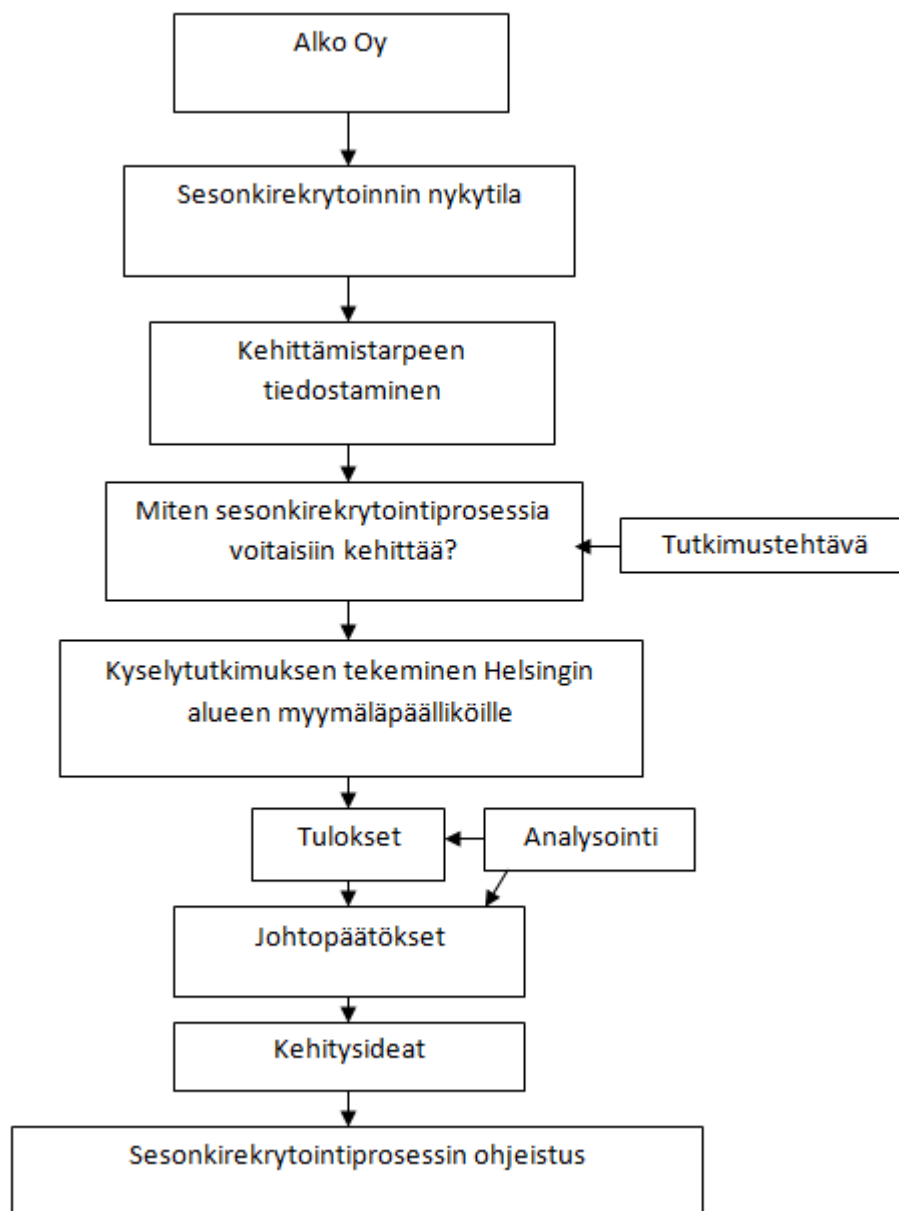 Alko Oy
Sesonkirekrytoinnin nykytila
Kehittämistarpeen
tiedostaminen
Miten sesonkirekrytointiprosessia
voitaisiin kehittää?
Tutkimustehtävä
Kyselytutkimuksen tekeminen Helsingin
alueen myymäläpäälliköille
Tulokset
Analysointi
Johtopäätökset
Kehitysideat
Sesonkirekrytointiprosessin ohjeistus